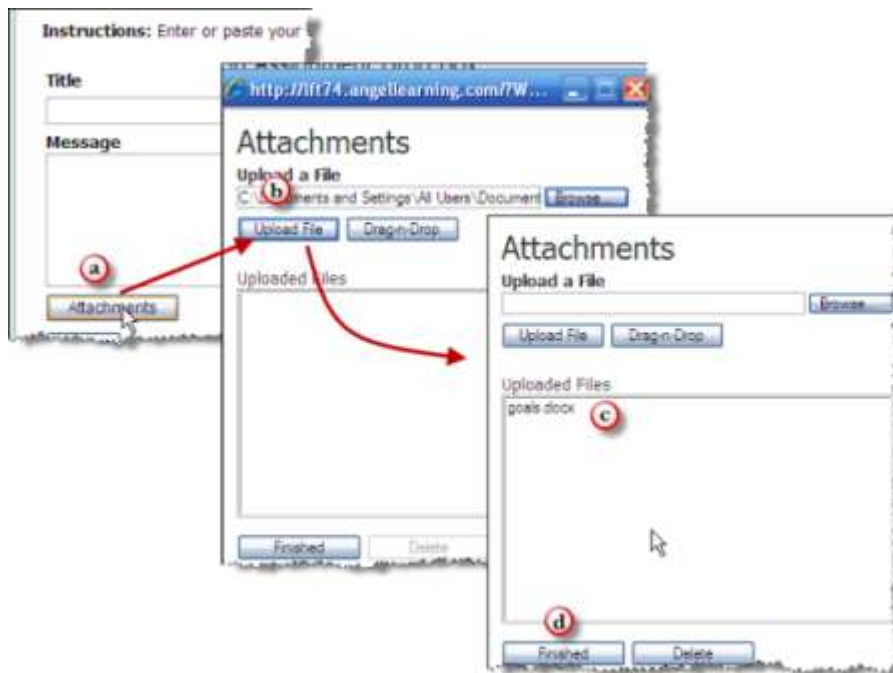 Instructions: Enter or paste your
Title
Message
a
Attachments
http://lft74.angellearning.com/?W...
Attachments
Upload a File
b
C:\Documents and Settings\All Users\Document
Browse...
Upload File
Drag-n-Drop
Uploaded Files
Finished
Delete
Attachments
Upload a File
Browse...
Upload File
Drag-n-Drop
Uploaded Files
goals.docx
c
d
Finished
Delete